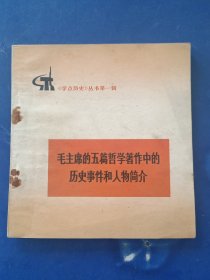 《学点历史》丛书第一辑
毛主席的五篇哲学著作中的
历史事件和人物简介